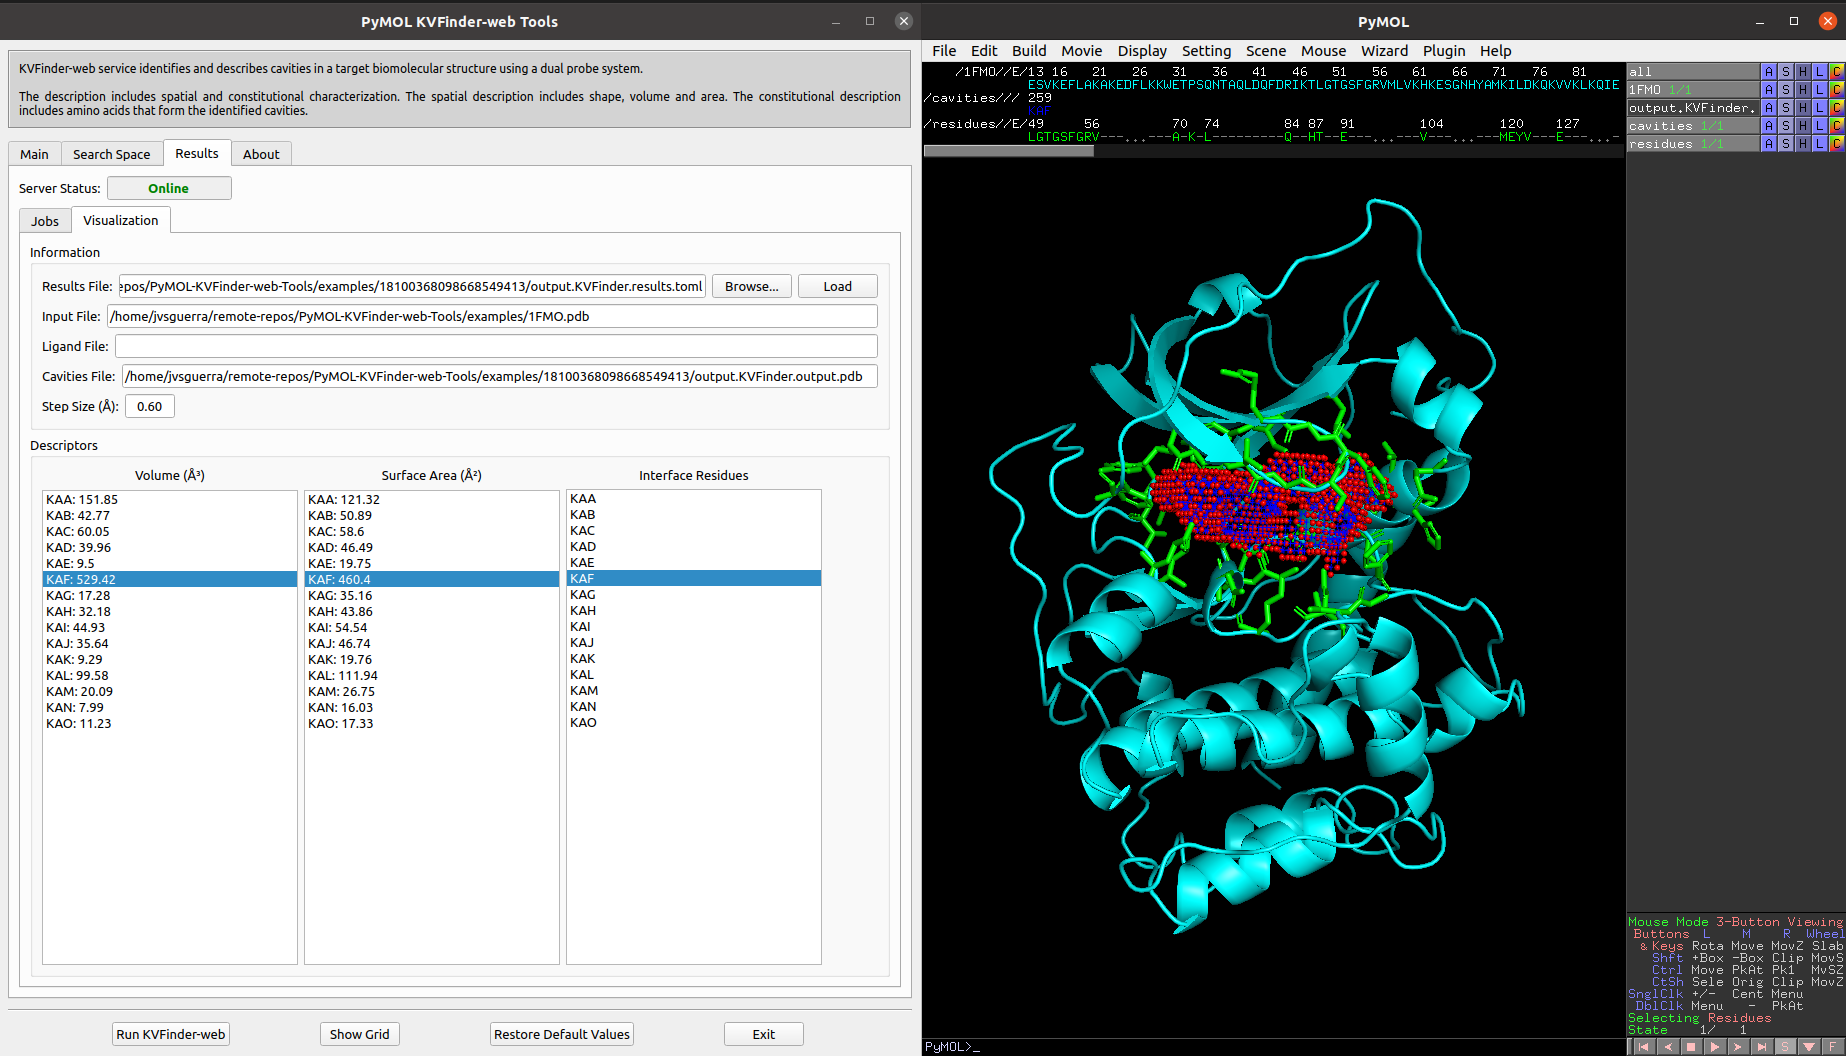 PyMOL KVFinder-web Tools
KVFinder-web service identifies and describes cavities in a target biomolecular structure using a dual probe system.
The description includes spatial and constitutional characterization. The spatial description includes shape, volume and area. The constitutional description
includes amino acids that form the identified cavities.
Main Search Space Results About
Server Status: Online
Jobs Visualization
Information
Results File: epos/PyMOL-KVFinder-web-Tools/examples/18100368098668549413/output.KVFinder.results.toml Browse... Load
Input File: /home/jvsguerra/remote-repos/PyMOL-KVFinder-web-Tools/examples/1FMO.pdb
Ligand File:
Cavities File: /home/jvsguerra/remote-repos/PyMOL-KVFinder-web-Tools/examples/18100368098668549413/output.KVFinder.output.pdb
Step Size (Å): 0.60
Descriptors
Volume (Å³) Surface Area (Å²) Interface Residues
KAA: 151.85 KAA: 121.32 KAA
KAB: 42.77 KAB: 50.89 KAB
KAC: 60.05 KAC: 58.6 KAC
KAD: 39.96 KAD: 46.49 KAD
KAE: 9.5 KAE: 19.75 KAE
KAF: 529.42 KAF: 460.4 KAF
KAG: 17.28 KAG: 35.16 KAG
KAH: 32.18 KAH: 43.86 KAH
KAI: 44.93 KAI: 54.54 KAI
KAJ: 35.64 KAJ: 46.74 KAJ
KAK: 9.29 KAK: 19.76 KAK
KAL: 99.58 KAL: 111.94 KAL
KAM: 20.09 KAM: 26.75 KAM
KAN: 7.99 KAN: 16.03 KAN
KAO: 11.23 KAO: 17.33 KAO
Run KVFinder-web Show Grid Restore Default Values Exit
PyMOL
File Edit Build Movie Display Setting Scene Mouse Wizard Plugin Help
/1FMO//E/13 16 21 26 31 36 41 46 51 56 61 66 71 76 81
ESVKEFLAKAKEDFLKKWETPSQNTAQLDQFDRIKTLGTGSFGRVMLVKHKESGNHYAMKILDKQKVVKLKQIE
/cavities/// 259
KAF
/residues//E/49 56 70 74 84 87 91 104 120 127
LGTGSFGRV---...---A-K-L---------Q--HT--E---...---V---...---MEYV---E---...-
all A S H L C
1FMO 1/1 A S H L C
output.KVFinder. A S H L C
cavities 1/1 A S H L C
residues 1/1 A S H L C
Mouse Mode 3-Button Viewing
Buttons L M R Wheel
& Keys Rota Move MovZ Slab
Shft +Box -Box Clip MovS
Ctrl Move PkAt Pk1 MvSZ
CtSh Sele Orig Clip MovZ
SnglClk +/- Cent Menu
DblClk Menu - PkAt
Selecting Residues
State 1/ 1
PyMOL>_
S F